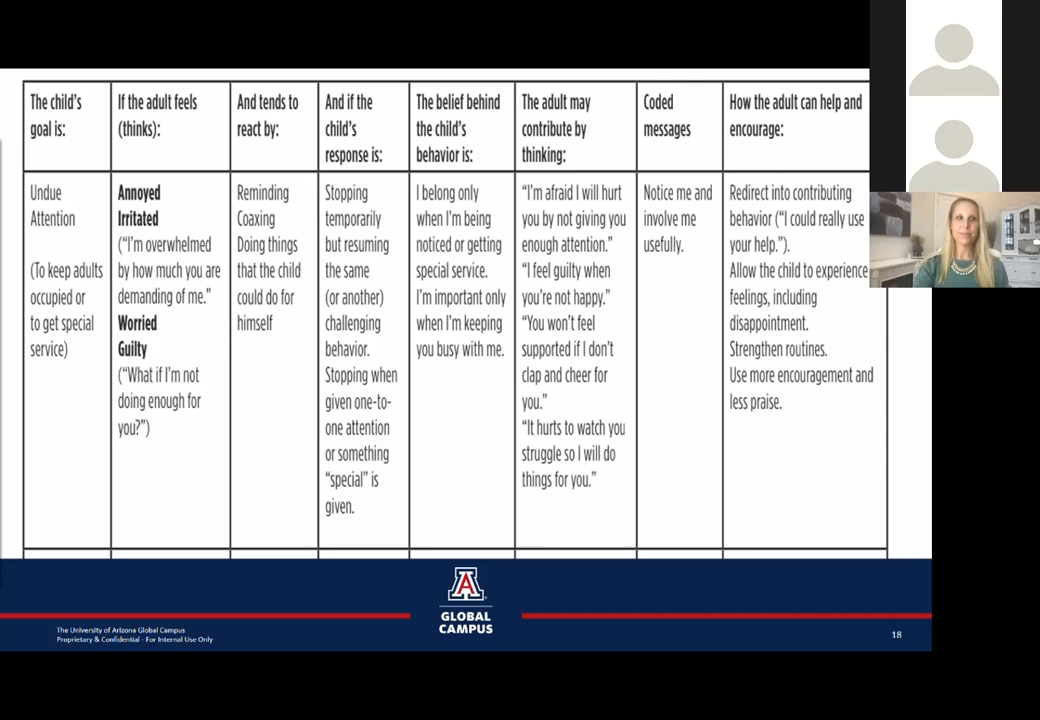 The child's
goal is:
If the adult feels
(thinks):
And tends to
react by:
And if the
child's
response is:
The belief behind
the child's
behavior is:
The adult may
contribute by
thinking:
Coded
messages
How the adult can help and
encourage:
Undue
Attention
(To keep adults
occupied or
to get special
service)
Annoyed
Irritated
("I'm overwhelmed
by how much you are
demanding of me."
Worried
Guilty
("What if I'm not
doing enough for
you?")
Reminding
Coaxing
Doing things
that the child
could do for
himself
Stopping
temporarily
but resuming
the same
(or another)
challenging
behavior.
Stopping when
given one-to-
one attention
or something
"special" is
given.
I belong only
when I'm being
noticed or getting
special service.
I'm important only
when I'm keeping
you busy with me.
"I'm afraid I will hurt
you by not giving you
enough attention."
"I feel guilty when
you're not happy."
"You won't feel
supported if I don't
clap and cheer for
you."
"It hurts to watch you
struggle so I will do
things for you."
Notice me and
involve me
usefully.
Redirect into contributing
behavior ("I could really use
your help.").
Allow the child to experience
feelings, including
disappointment.
Strengthen routines.
Use more encouragement and
less praise.
A
GLOBAL
CAMPUS
The University of Arizona Global Campus
Proprietary & Confidential - For Internal Use Only
18